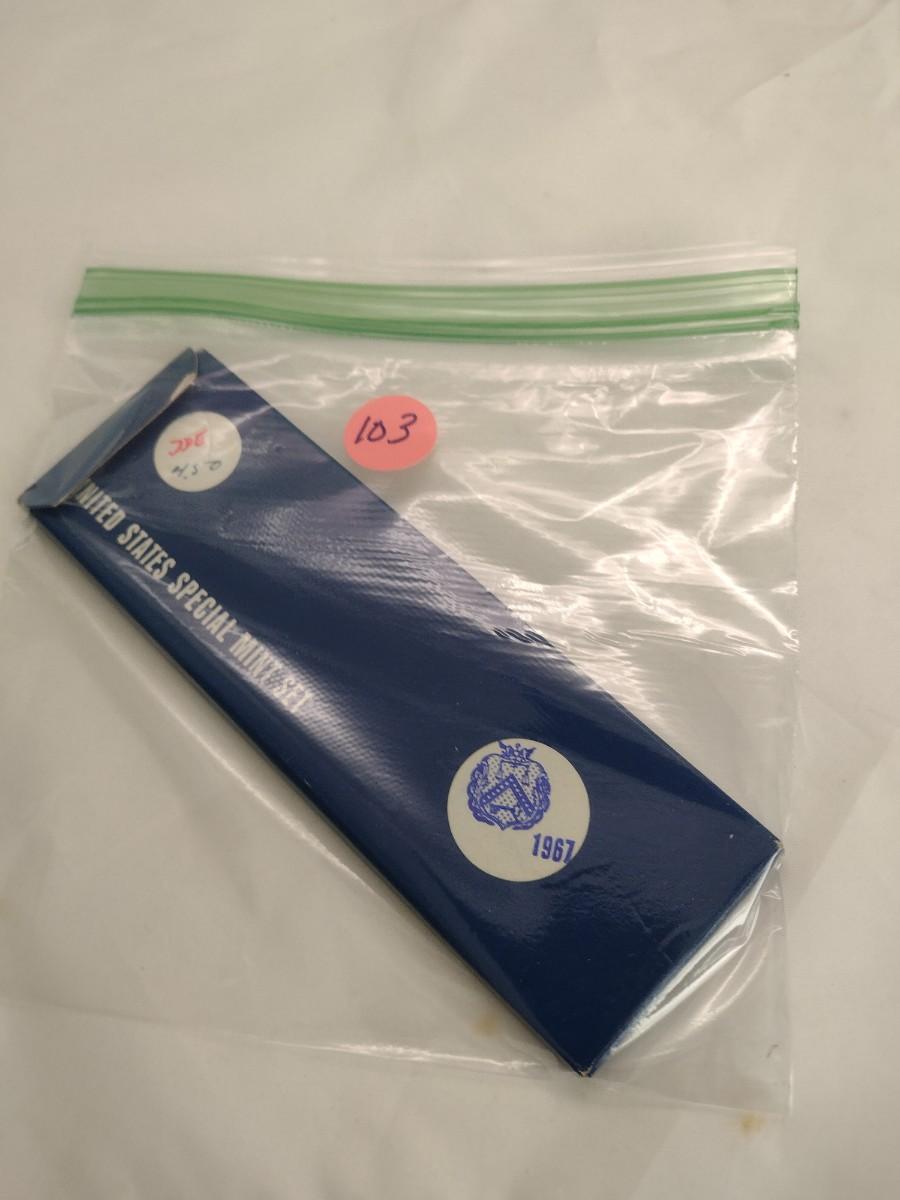 103
UNITED STATES SPECIAL MINT SET
1967